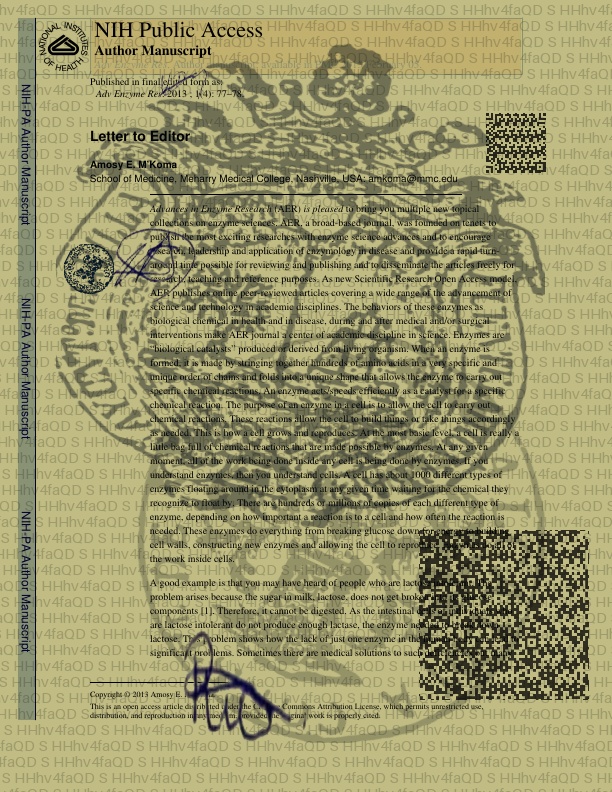 NIH Public Access
Author Manuscript
Published in final edited form as:
Adv Enzyme Res. 2013 ; 1(4): 77–78.
Letter to Editor
Amosy E. M'Koma
School of Medicine, Meharry Medical College, Nashville, USA: amkoma@mmc.edu
Advances in Enzyme Research (AER) is pleased to bring you multiple new topical
collections on enzyme sciences. AER, a broad-based journal, was founded on tenets to
publish the most exciting researches with enzyme science advances and to encourage
research, leadership and application of enzymology in disease and provide a rapid turn-
around time possible for reviewing and publishing and to disseminate the articles freely for
research, teaching and reference purposes. As new Scientific Research Open Access model,
AER publishes online peer-reviewed articles covering a wide range of the advancement of
science and technology in academic disciplines. The behaviors of these enzymes as
biological chemical in health and in disease, during and after medical and/or surgical
interventions make AER journal a center of academic discipline in science. Enzymes are
“biological catalysts” produced or derived from living organism. When an enzyme is
formed, it is made by stringing together hundreds of amino acids in a very specific and
unique order of chains and folds into a unique shape that allows the enzyme to carry out
specific chemical reactions. An enzyme acts/speeds efficiently as a catalyst for a specific
chemical reaction. The purpose of an enzyme in a cell is to allow the cell to carry out
chemical reactions. These reactions allow the cell to build things or take things accordingly
as needed. This is how a cell grows and reproduces. At the most basic level, a cell is really a
little bag full of chemical reactions that are made possible by enzymes. At any given
moment, all of the work being done inside any cell is being done by enzymes. If you
understand enzymes, then you understand cells. A cell has about 1000 different types of
enzymes floating around in the cytoplasm at any given time waiting for the chemical they
recognize to float by. There are hundreds or millions of copies of each different type of
enzyme, depending on how important a reaction is to a cell and how often the reaction is
needed. These enzymes do everything from breaking glucose down for
cell walls, constructing new enzymes and allowing the cell to reproduce.
the work inside cells.
A good example is that you may have heard of people who are lactose
problem arises because the sugar in milk, lactose, does not get broken
components [1]. Therefore, it cannot be digested. As the intestinal
are lactose intolerant do not produce enough lactase, the enzyme needed
lactose. This problem shows how the lack of just one enzyme in the
significant problems. Sometimes there are medical solutions to such
Copyright © 2013 Amosy E.
This is an open access article distributed under the Creative Commons Attribution License, which permits unrestricted use,
distribution, and reproduction in any medium, provided the original work is properly cited.
NIH-PA Author Manuscript
NIH-PA Author Manuscript
NIH-PA Author Manuscript
NATIONAL INSTITUTES OF HEALTH